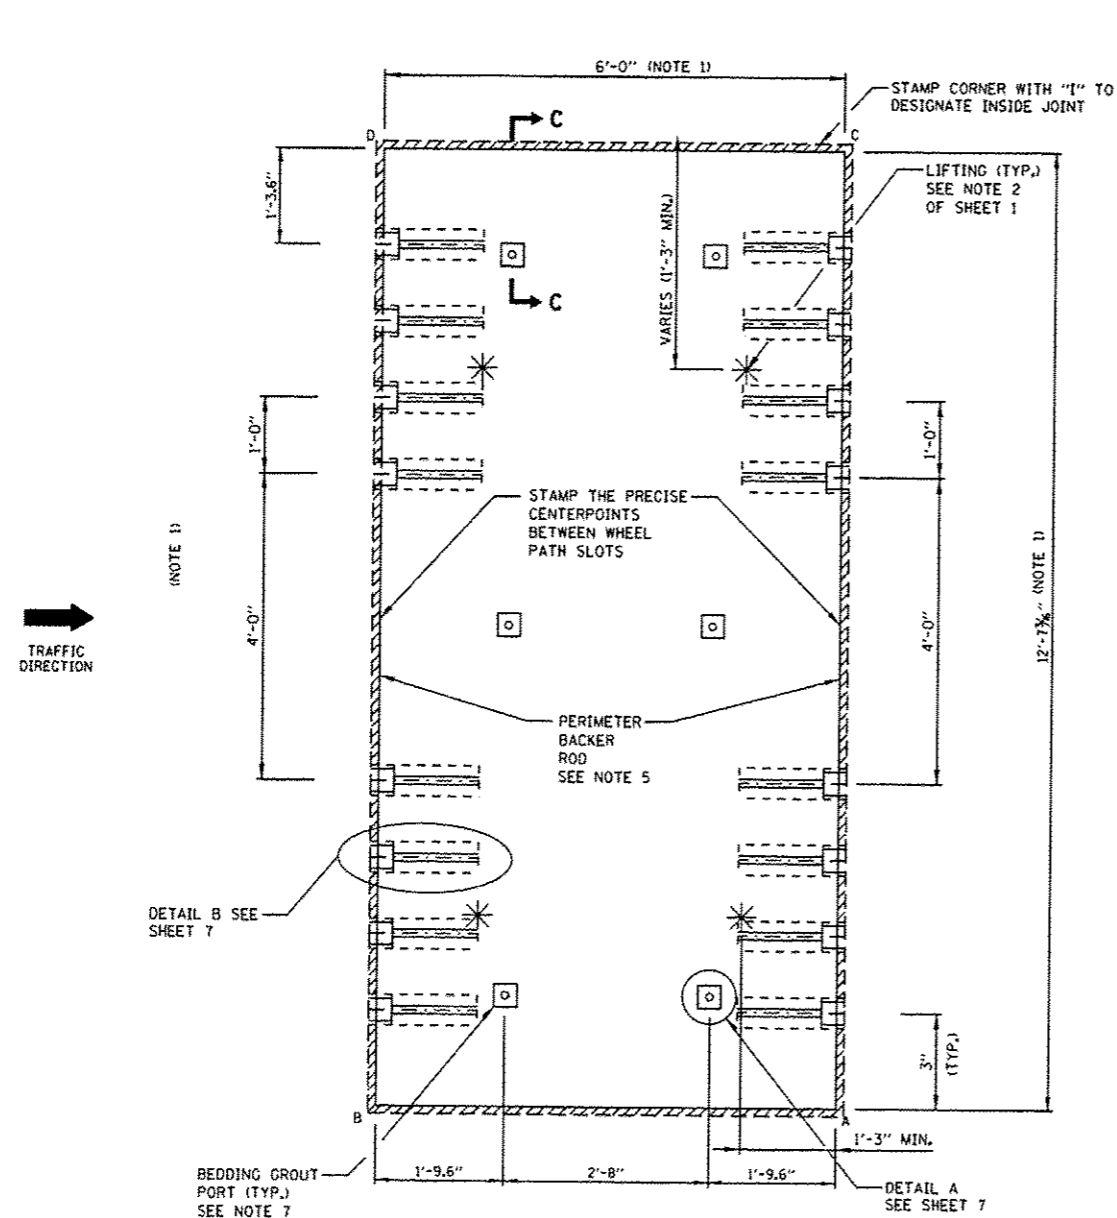 6'-0" (NOTE 1)
STAMP CORNER WITH "I" TO
DESIGNATE INSIDE JOINT
C
D
C
1'-3.6"
VARIES (1'-3" MIN.)
LIFTING (TYP.)
SEE NOTE 2
OF SHEET 1
C
1'-0"
1'-0"
STAMP THE PRECISE
CENTERPOINTS
BETWEEN WHEEL
PATH SLOTS
(NOTE 1)
4'-0"
4'-0"
12'-7 3/16" (NOTE 1)
TRAFFIC
DIRECTION
PERIMETER
BACKER
ROD
SEE NOTE 5
DETAIL B SEE
SHEET 7
3"
(TYP.)
B
A
1'-3" MIN.
BEDDING GROUT
PORT (TYP.)
SEE NOTE 7
1'-9.6"
2'-8"
1'-9.6"
DETAIL A
SEE SHEET 7